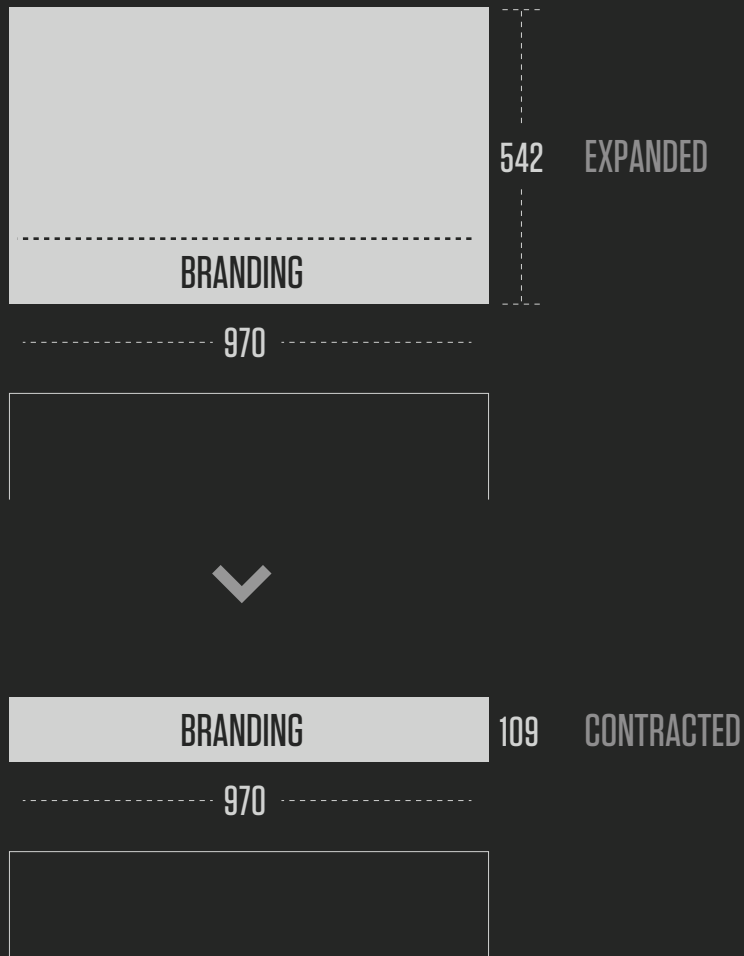 542 EXPANDED
BRANDING
970
BRANDING 109 CONTRACTED
970